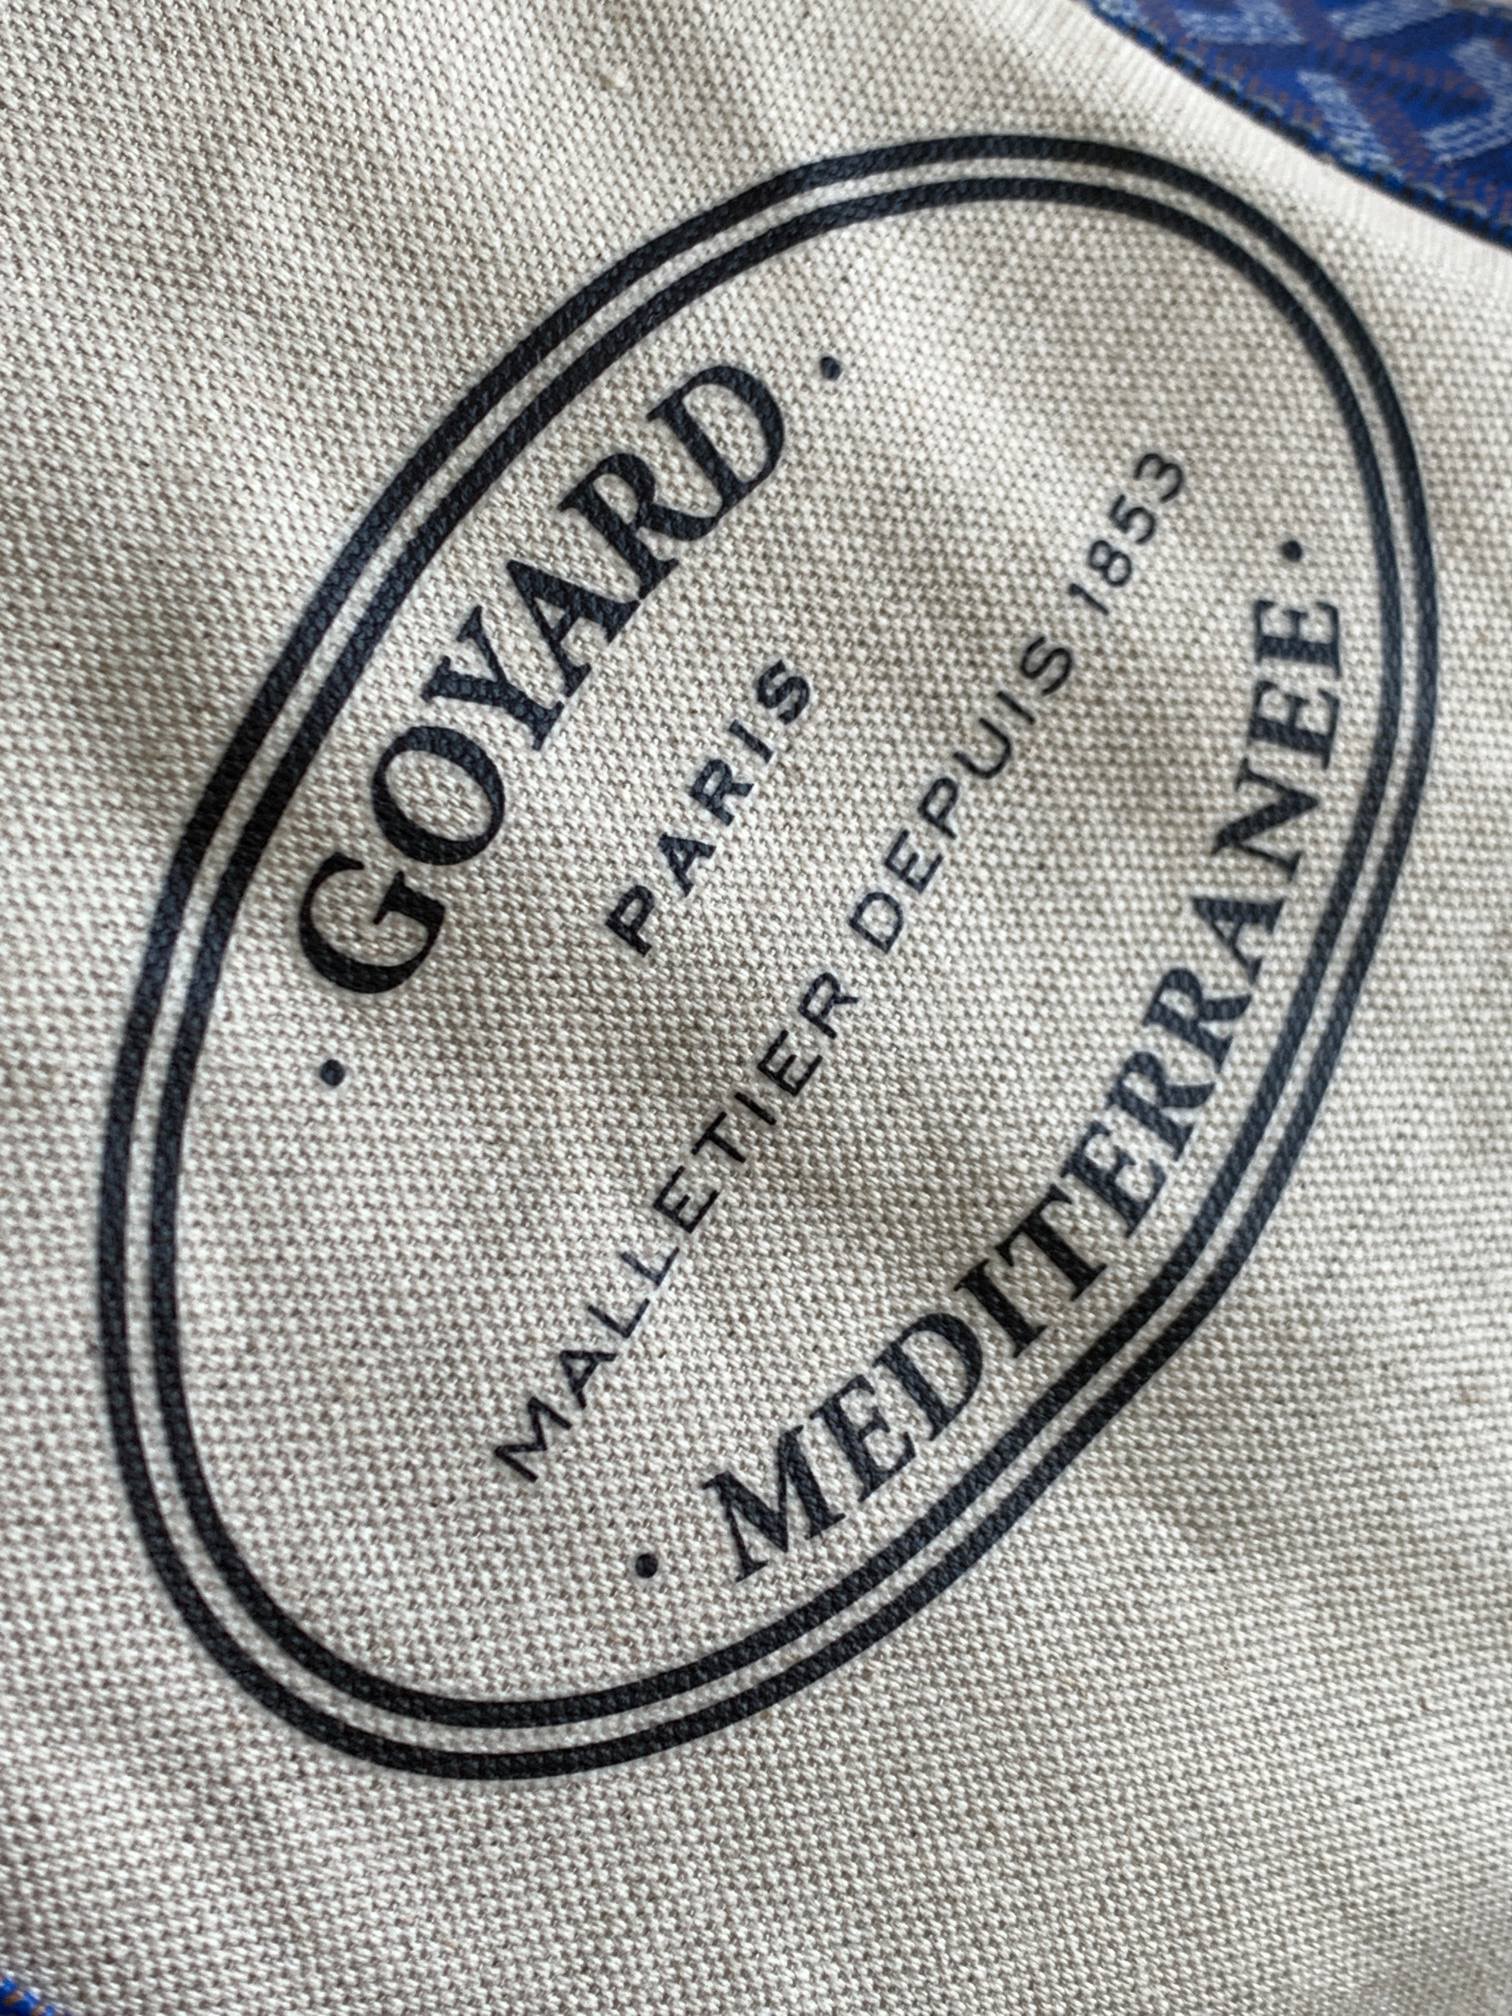 • GOYARD •
PARIS
MALLETIER DEPUIS 1853
• MEDITERRANEE •